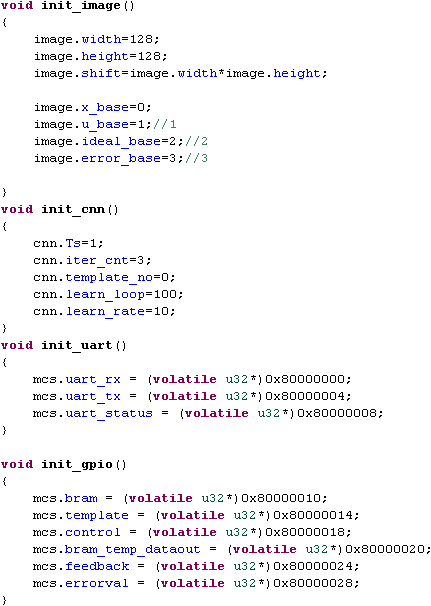 void init_image()
{
    image.width=128;
    image.height=128;
    image.shift=image.width*image.height;

    image.x_base=0;
    image.u_base=1;//1
    image.ideal_base=2;//2
    image.error_base=3;//3

}
void init_cnn()
{
    cnn.Ts=1;
    cnn.iter_cnt=3;
    cnn.template_no=0;
    cnn.learn_loop=100;
    cnn.learn_rate=10;
}
void init_uart()
{
    mcs.uart_rx = (volatile u32*)0x80000000;
    mcs.uart_tx = (volatile u32*)0x80000004;
    mcs.uart_status = (volatile u32*)0x80000008;
}

void init_gpio()
{
    mcs.bram = (volatile u32*)0x80000010;
    mcs.template = (volatile u32*)0x80000014;
    mcs.control = (volatile u32*)0x80000018;
    mcs.bram_temp_dataout = (volatile u32*)0x80000020;
    mcs.feedback = (volatile u32*)0x80000024;
    mcs.errorval = (volatile u32*)0x80000028;
}